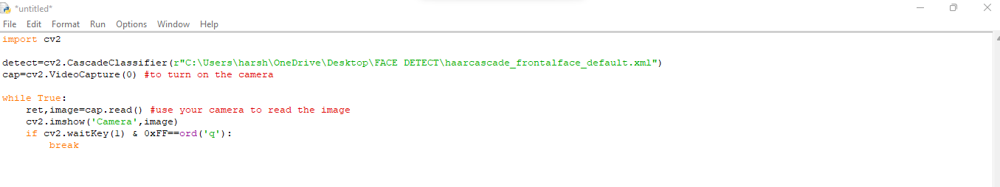 *untitled*
File Edit Format Run Options Window Help
import cv2
detect=cv2.CascadeClassifier(r"C:\Users\harsh\OneDrive\Desktop\FACE DETECT\haarcascade_frontalface_default.xml")
cap=cv2.VideoCapture(0) #to turn on the camera
while True:
    ret,image=cap.read() #use your camera to read the image
    cv2.imshow('Camera',image)
    if cv2.waitKey(1) & 0xFF==ord('q'):
        break